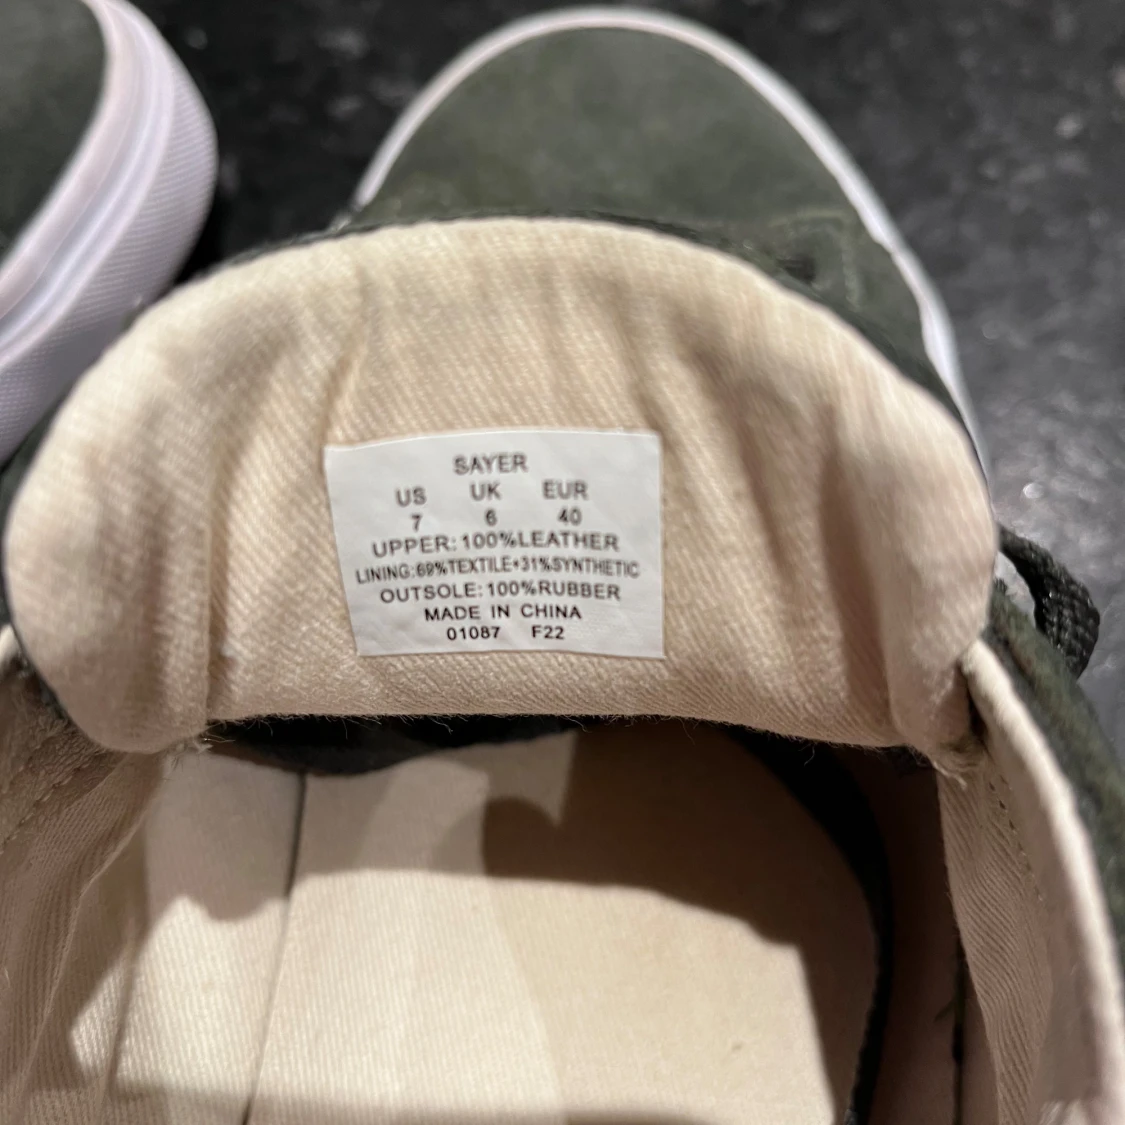 SAYER
US UK EUR
7 6 40
UPPER:100%LEATHER
LINING:69%TEXTILE+31%SYNTHETIC
OUTSOLE:100%RUBBER
MADE IN CHINA
01087 F22